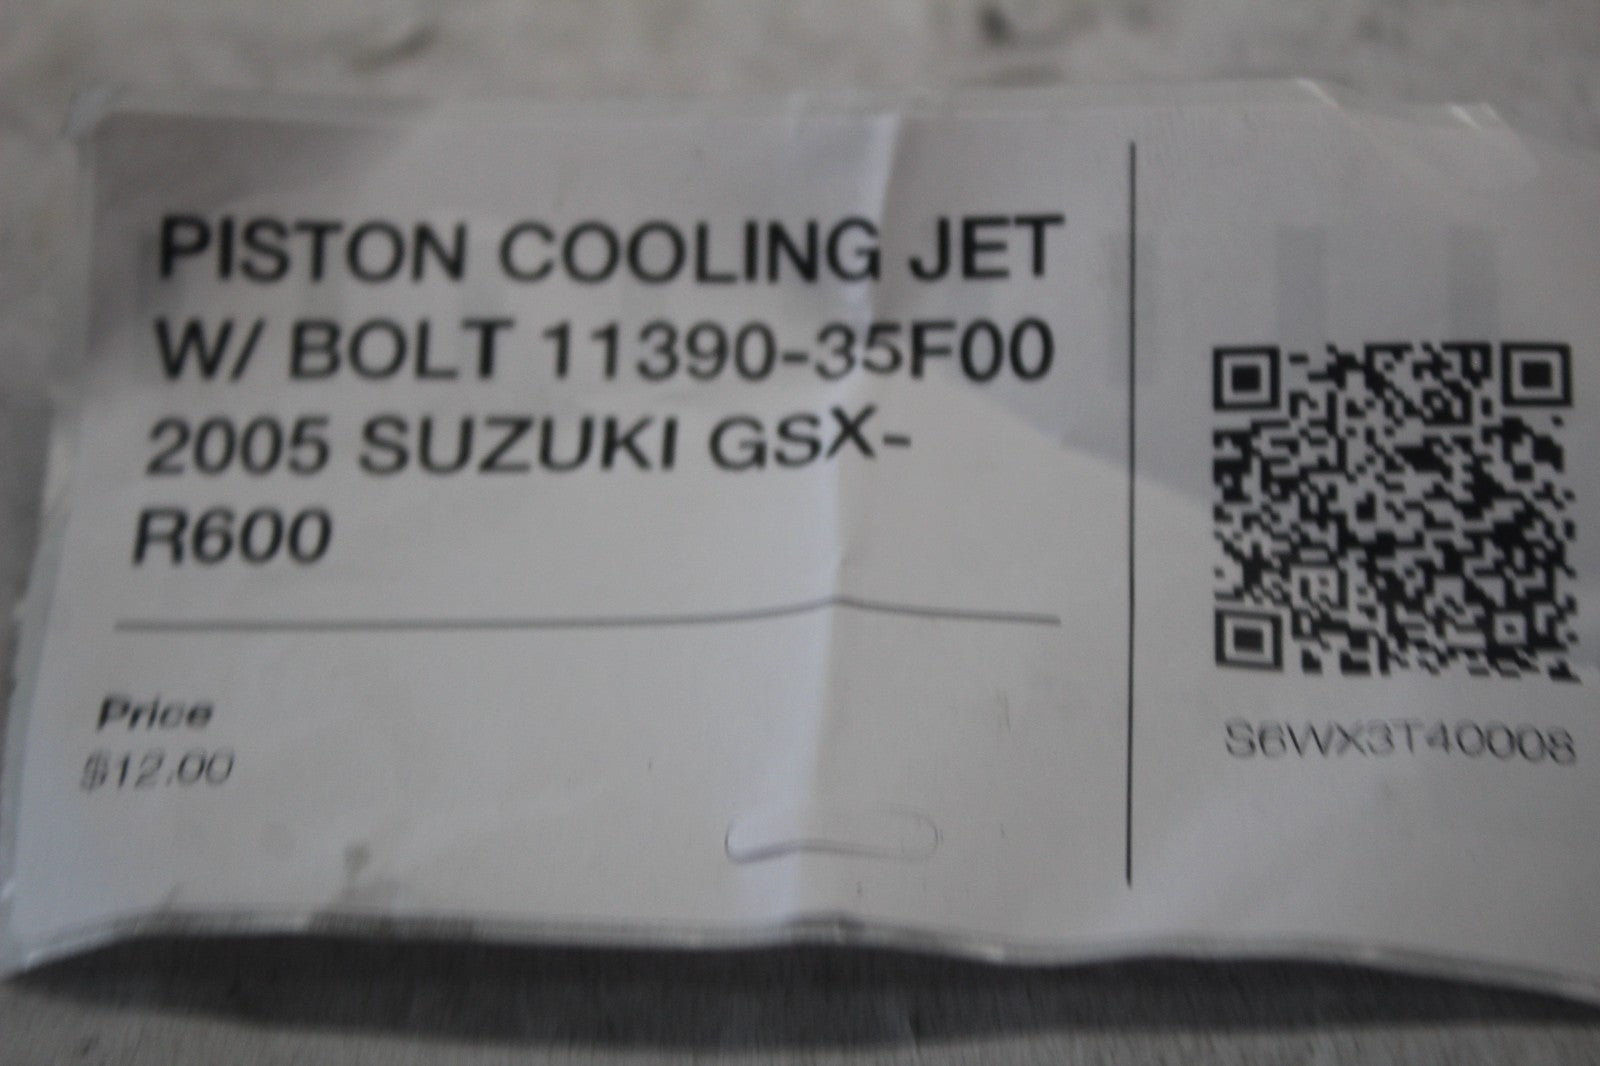 PISTON COOLING JET
W/ BOLT 11390-35F00
2005 SUZUKI GSX-
R600
Price
$12.00
S6WX3T40008